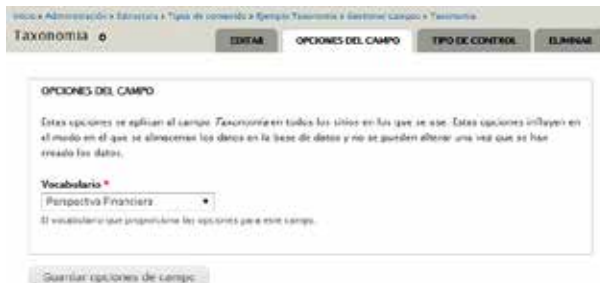 Inicio » Administración » Estructura » Tipos de contenido » Ejemplo Taxonomia » Gestionar campos » Taxonomia
Taxonomia
EDITAR
OPCIONES DEL CAMPO
TIPO DE CONTROL
ELIMINAR
OPCIONES DEL CAMPO
Estas opciones se aplican al campo Taxonomia en todos los sitios en los que se use. Estas opciones influyen en
el modo en el que se almacenan los datos en la base de datos y no se pueden alterar una vez que se han
creado los datos.
Vocabulario *
Perspectiva Financiera
El vocabulario que proporciona las opciones para este campo.
Guardar opciones de campo